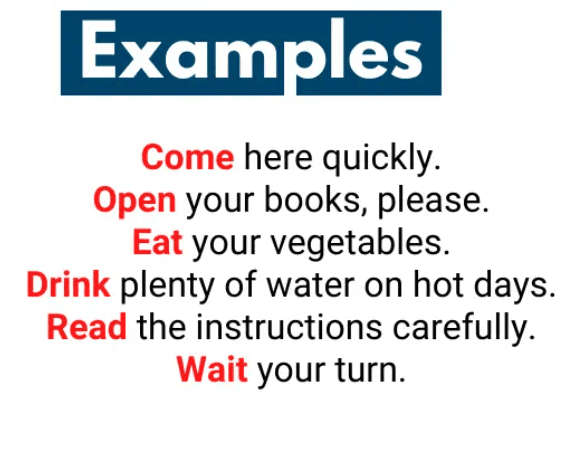 Examples
Come here quickly.
Open your books, please.
Eat your vegetables.
Drink plenty of water on hot days.
Read the instructions carefully.
Wait your turn.